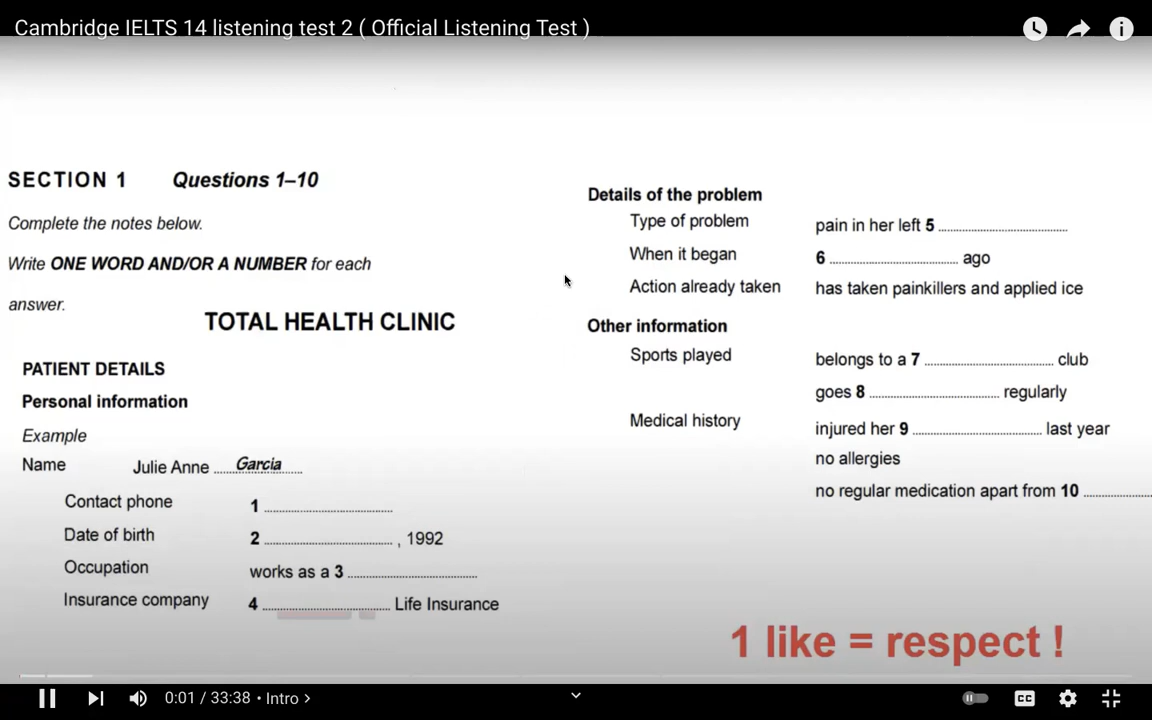 Cambridge IELTS 14 listening test 2 ( Official Listening Test )
SECTION 1 Questions 1–10
Complete the notes below.
Write ONE WORD AND/OR A NUMBER for each
answer.
TOTAL HEALTH CLINIC
PATIENT DETAILS
Personal information
Example
Name Julie Anne ......Garcia......
Contact phone 1 ..................................
Date of birth 2 .................................. , 1992
Occupation works as a 3 ..................................
Insurance company 4 .................................. Life Insurance
Details of the problem
Type of problem pain in her left 5 ..................................
When it began 6 .................................. ago
Action already taken has taken painkillers and applied ice
Other information
Sports played belongs to a 7 .................................. club
goes 8 .................................. regularly
Medical history injured her 9 .................................. last year
no allergies
no regular medication apart from 10 ..................
1 like = respect !
0:01 / 33:38 • Intro >
CC